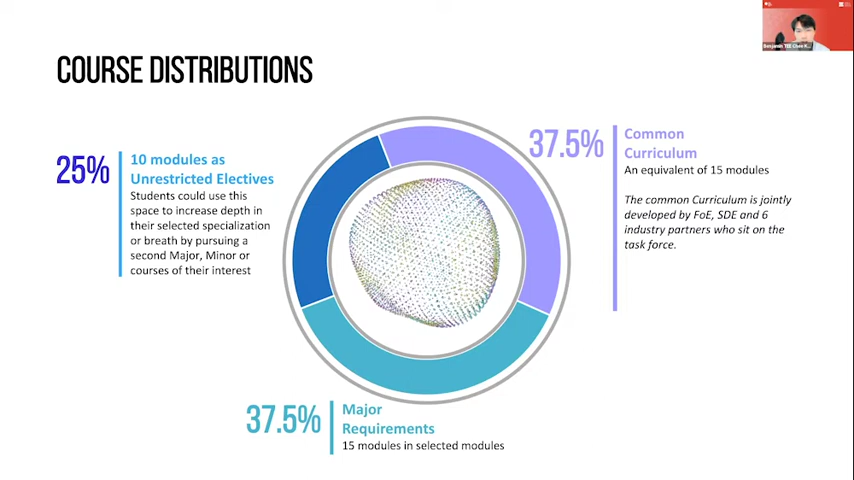 COURSE DISTRIBUTIONS
25%
10 modules as
Unrestricted Electives
Students could use this
space to increase depth in
their selected specialization
or breath by pursuing a
second Major, Minor or
courses of their interest
37.5%
Common
Curriculum
An equivalent of 15 modules
The common Curriculum is jointly
developed by FoE, SDE and 6
industry partners who sit on the
task force.
37.5%
Major
Requirements
15 modules in selected modules
Benjamin TEE Chee K...